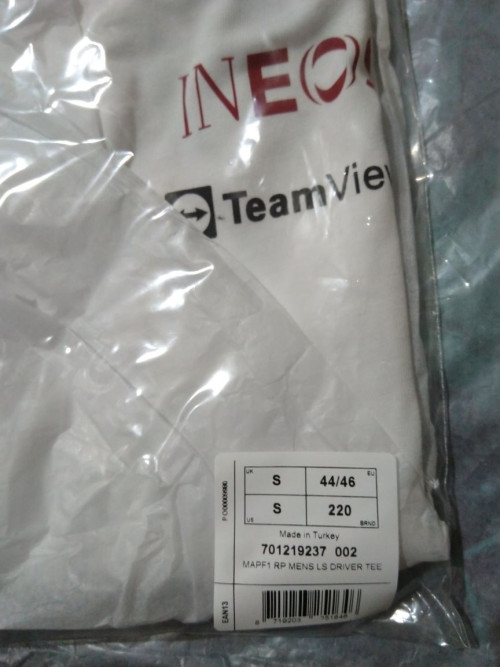 INEO
TeamView
UK S 44/46 EU
S 220
US BRND
Made in Turkey
701219237 002
MAPF1 RP MENS LS DRIVER TEE
EAN13